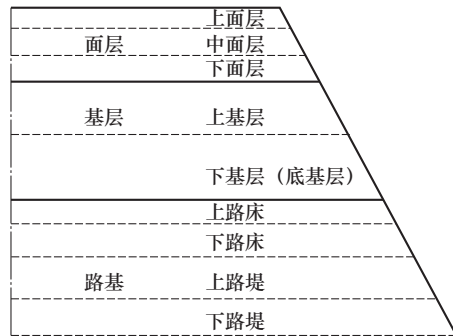 上面层
面层 中面层
下面层
基层 上基层
下基层（底基层）
上路床
下路床
路基 上路堤
下路堤